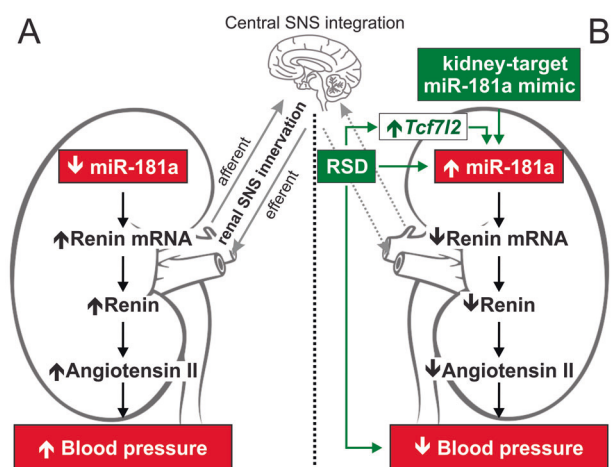 A
Central SNS integration
B
kidney-target
miR-181a mimic
↑ Tcf7l2
afferent
renal SNS innervation
efferent
RSD
↓ miR-181a
↑ miR-181a
↑Renin mRNA
↓Renin mRNA
↑Renin
↓Renin
↑Angiotensin II
↓Angiotensin II
↑ Blood pressure
↓ Blood pressure